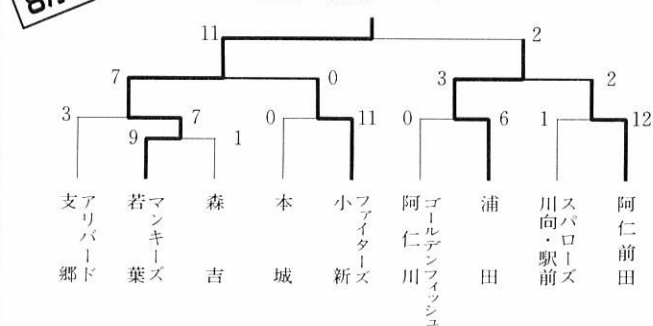 11 2
7 0 3 2
3 7 0 11 0 6 1 12
9 1
支郷 アリバード
若葉 マンキーズ
森吉
本城
小新 ファイターズ
阿仁川 ゴールデンフィッシュ
浦田
川向・駅前 スパローズ
阿仁前田